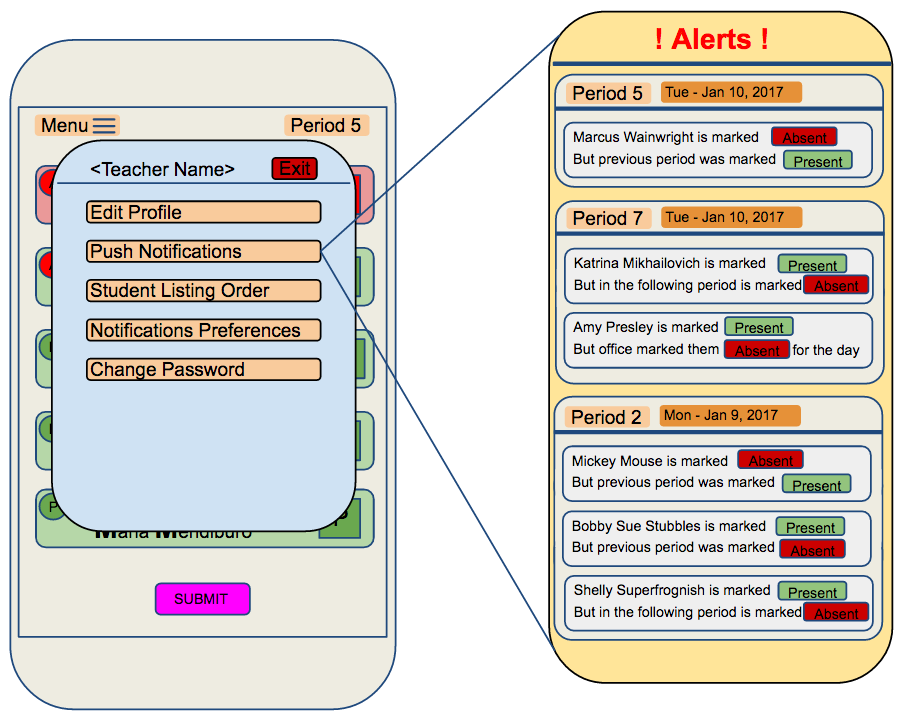 Menu
Period 5
<Teacher Name>
Exit
Edit Profile
Push Notifications
Student Listing Order
Notifications Preferences
Change Password
P
Maria Mendiburo
SUBMIT
! Alerts !
Period 5
Tue - Jan 10, 2017
Marcus Wainwright is marked Absent
But previous period was marked Present
Period 7
Tue - Jan 10, 2017
Katrina Mikhailovich is marked Present
But in the following period is marked Absent
Amy Presley is marked Present
But office marked them Absent for the day
Period 2
Mon - Jan 9, 2017
Mickey Mouse is marked Absent
But previous period was marked Present
Bobby Sue Stubbles is marked Present
But previous period was marked Absent
Shelly Superfrognish is marked Present
But in the following period is marked Absent